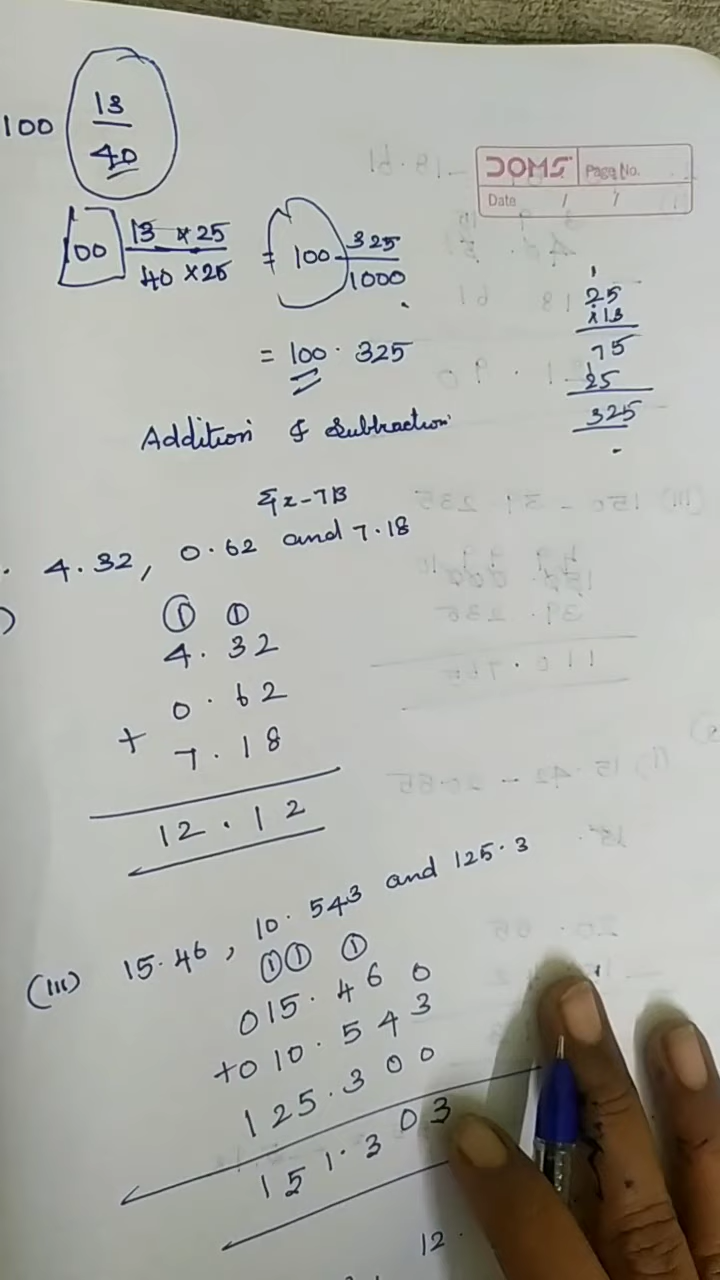 100 13/40
DOMS Page No.
Date / /
100 13 × 25 / 40 × 25 = 100 325/1000
= 100 · 325
1
25
×13
75
25
325
Addition & Subtraction
Ex-7B
4.32, 0.62 and 7.18
1 1
4.32
0.62
+ 7.18
12.12
(III) 15.46, 10.543 and 125.3
1 1 1
015.460
+010.543
125.300
151.303
12.